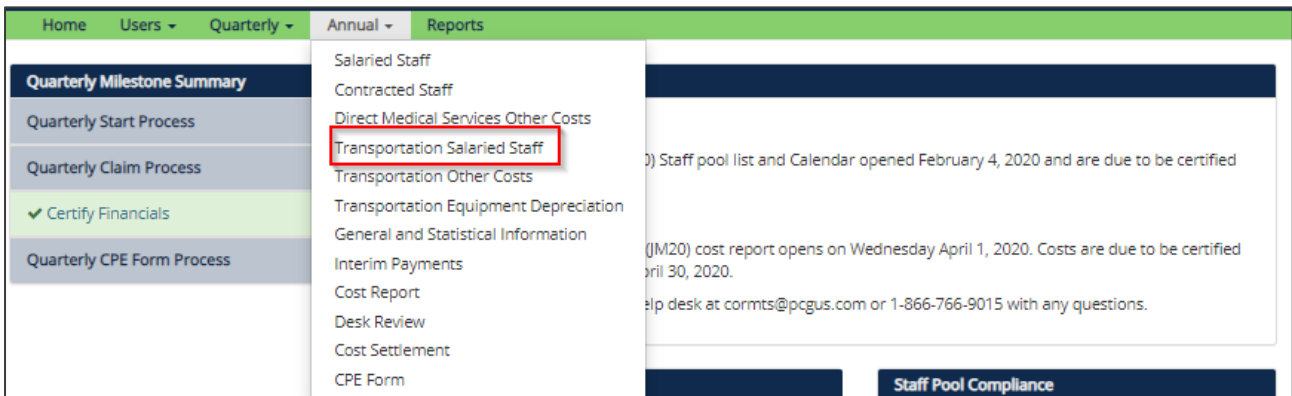 Home Users Quarterly Annual Reports
Quarterly Milestone Summary
Quarterly Start Process
Quarterly Claim Process
Certify Financials
Quarterly CPE Form Process
Salaried Staff
Contracted Staff
Direct Medical Services Other Costs
Transportation Salaried Staff
Transportation Other Costs
Transportation Equipment Depreciation
General and Statistical Information
Interim Payments
Cost Report
Desk Review
Cost Settlement
CPE Form
0) Staff pool list and Calendar opened February 4, 2020 and are due to be certified
(JM20) cost report opens on Wednesday April 1, 2020. Costs are due to be certified
pril 30, 2020.
elp desk at cormts@pcgus.com or 1-866-766-9015 with any questions.
Staff Pool Compliance